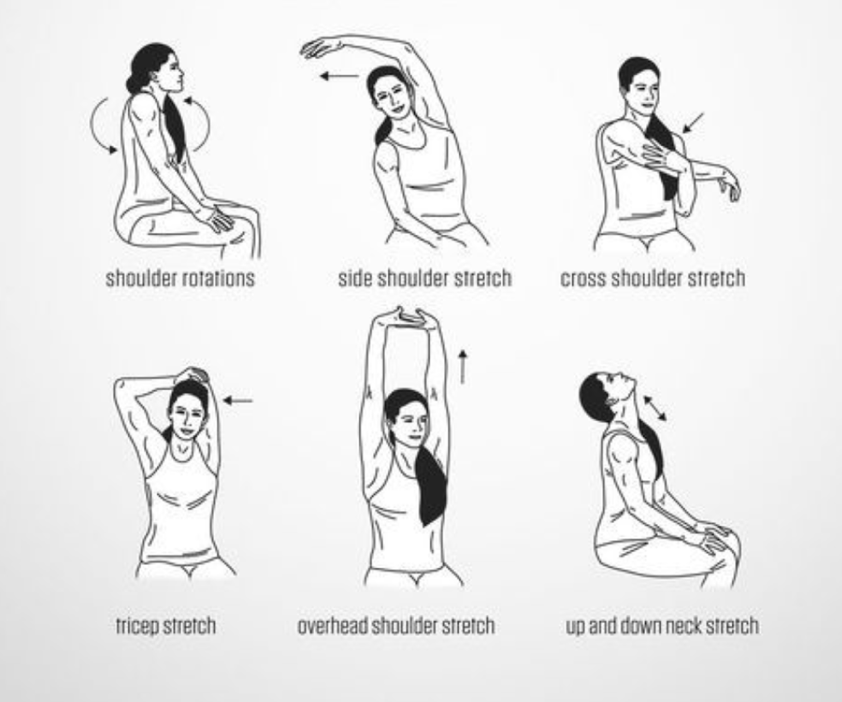 shoulder rotations
side shoulder stretch
cross shoulder stretch
tricep stretch
overhead shoulder stretch
up and down neck stretch